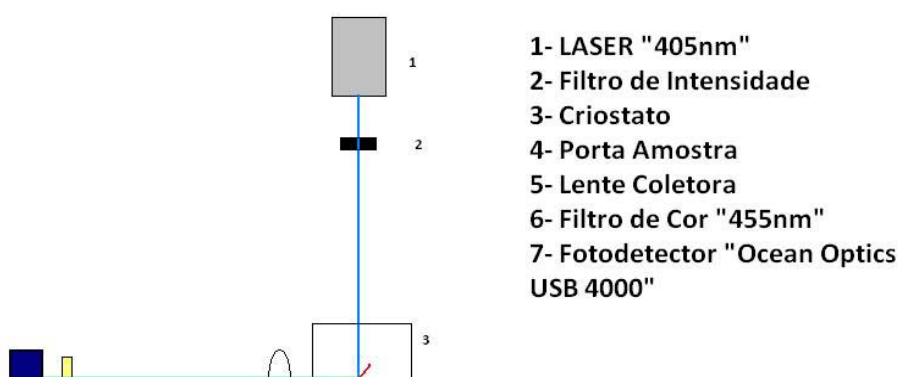 1- LASER "405nm"
1
2- Filtro de Intensidade
3- Criostato
2
4- Porta Amostra
5- Lente Coletora
6- Filtro de Cor "455nm"
7- Fotodetector "Ocean Optics
USB 4000"
3